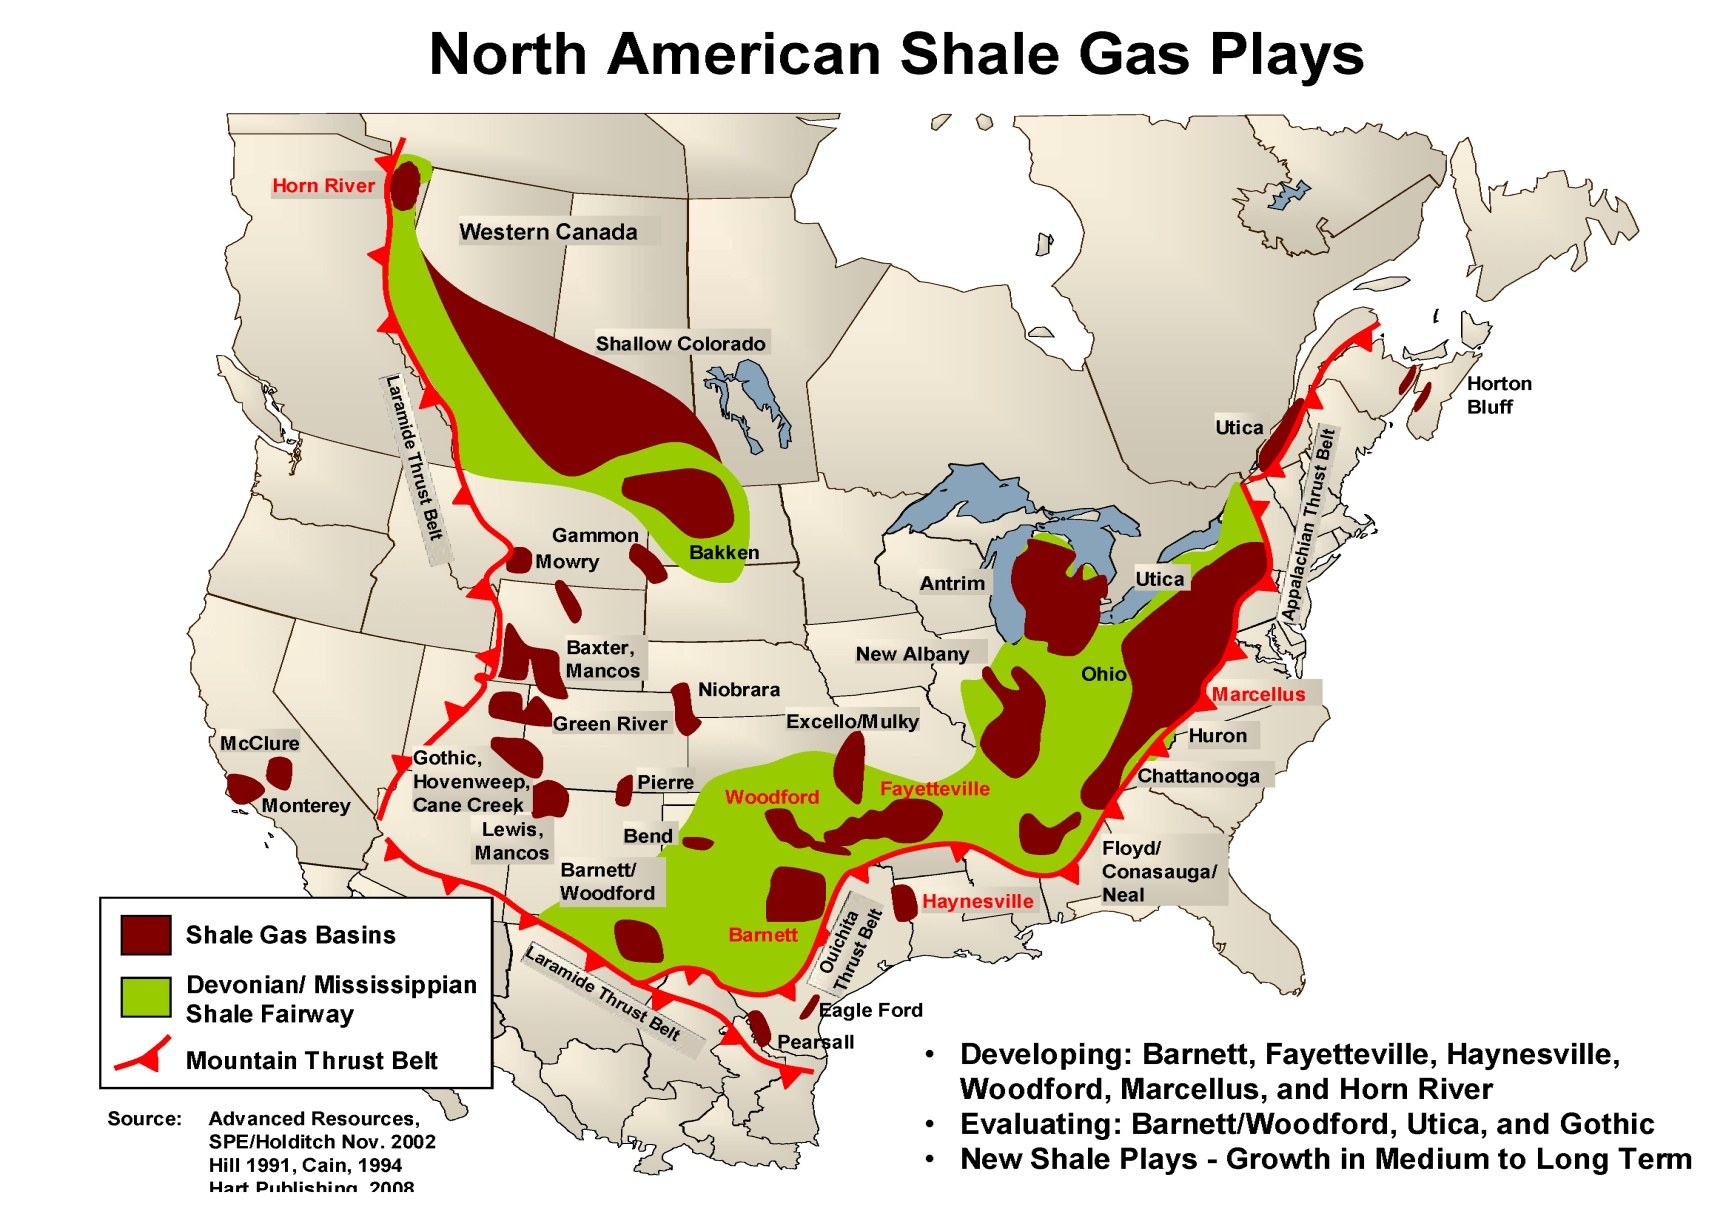 North American Shale Gas Plays
Horn River
Western Canada
Shallow Colorado
Laramide Thrust Belt
Horton
Bluff
Utica
Appalachian Thrust Belt
Gammon
Mowry
Bakken
Antrim
Utica
Baxter,
Mancos
New Albany
Ohio
Niobrara
Marcellus
Green River
Excello/Mulky
Huron
McClure
Monterey
Gothic,
Hovenweep,
Cane Creek
Pierre
Woodford
Fayetteville
Chattanooga
Lewis,
Mancos
Bend
Barnett/
Woodford
Floyd/
Conasauga/
Neal
Haynesville
Barnett
Ouichita
Thrust Belt
Laramide Thrust Belt
Eagle Ford
Pearsall
Shale Gas Basins
Devonian/ Mississippian
Shale Fairway
Mountain Thrust Belt
Source: Advanced Resources,
SPE/Holditch Nov. 2002
Hill 1991, Cain, 1994
Hart Publishing, 2008
• Developing: Barnett, Fayetteville, Haynesville,
Woodford, Marcellus, and Horn River
• Evaluating: Barnett/Woodford, Utica, and Gothic
• New Shale Plays - Growth in Medium to Long Term